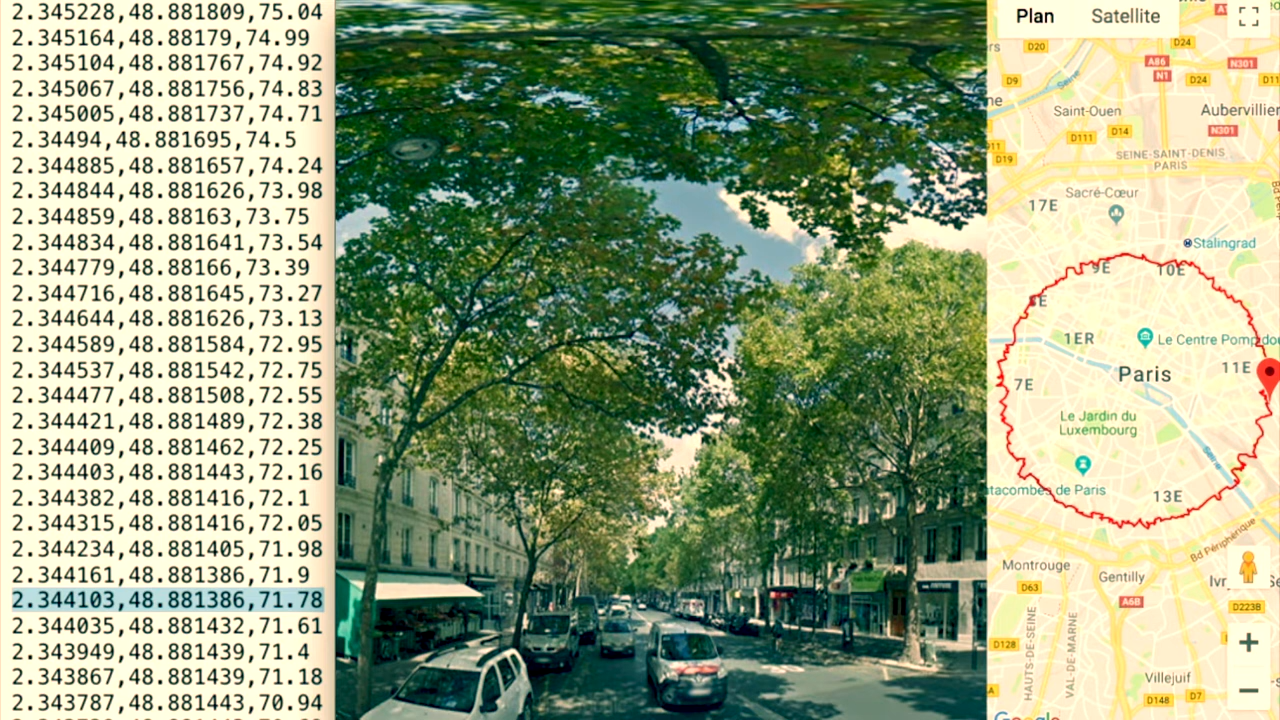 2.345228,48.881809,75.04
2.345164,48.88179,74.99
2.345104,48.881767,74.92
2.345067,48.881756,74.83
2.345005,48.881737,74.71
2.34494,48.881695,74.5
2.344885,48.881657,74.24
2.344844,48.881626,73.98
2.344859,48.88163,73.75
2.344834,48.881641,73.54
2.344779,48.88166,73.39
2.344716,48.881645,73.27
2.344644,48.881626,73.13
2.344589,48.881584,72.95
2.344537,48.881542,72.75
2.344477,48.881508,72.55
2.344421,48.881489,72.38
2.344409,48.881462,72.25
2.344403,48.881443,72.16
2.344382,48.881416,72.1
2.344315,48.881416,72.05
2.344234,48.881405,71.98
2.344161,48.881386,71.9
2.344103,48.881386,71.78
2.344035,48.881432,71.61
2.343949,48.881439,71.4
2.343867,48.881439,71.18
2.343787,48.881443,70.94
Plan Satellite
D20
D24
A86
N301
N1
D24
D9
Seine
Saint-Ouen
Aubervillier
D111 D14
N301
D19
SEINE-SAINT-DENIS
PARIS
Sacré-Cœur
17E
Stalingrad
9E
10E
8E
1ER
Le Centre Pompidou
11E
Paris
7E
Le Jardin du
Luxembourg
Seine
atacombes de Paris
13E
Bd Périphérique
Montrouge
Gentilly
Ivr
D63
A6B
D223B
HAUTS-DE-SEINE
VAL-DE-MARNE
D128
Villejuif
D148
D7
Google